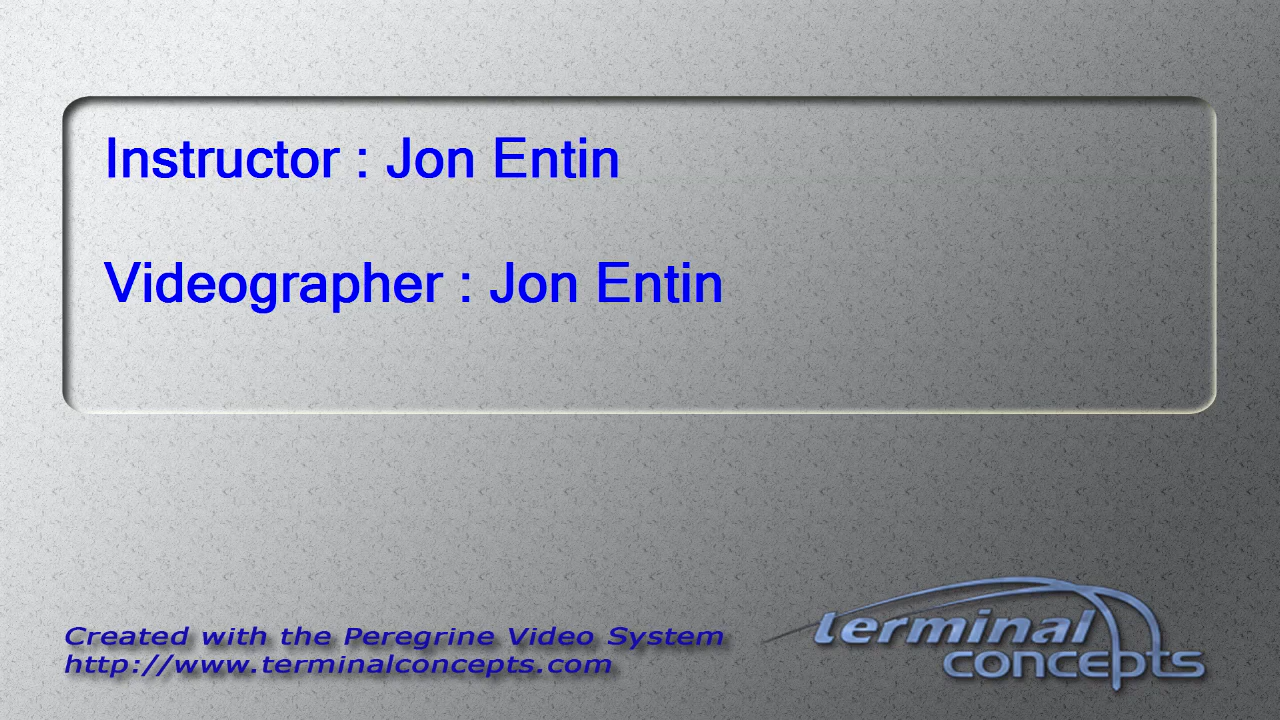 Instructor : Jon Entin
Videographer : Jon Entin
Created with the Peregrine Video System
http://www.terminalconcepts.com
terminal
concepts